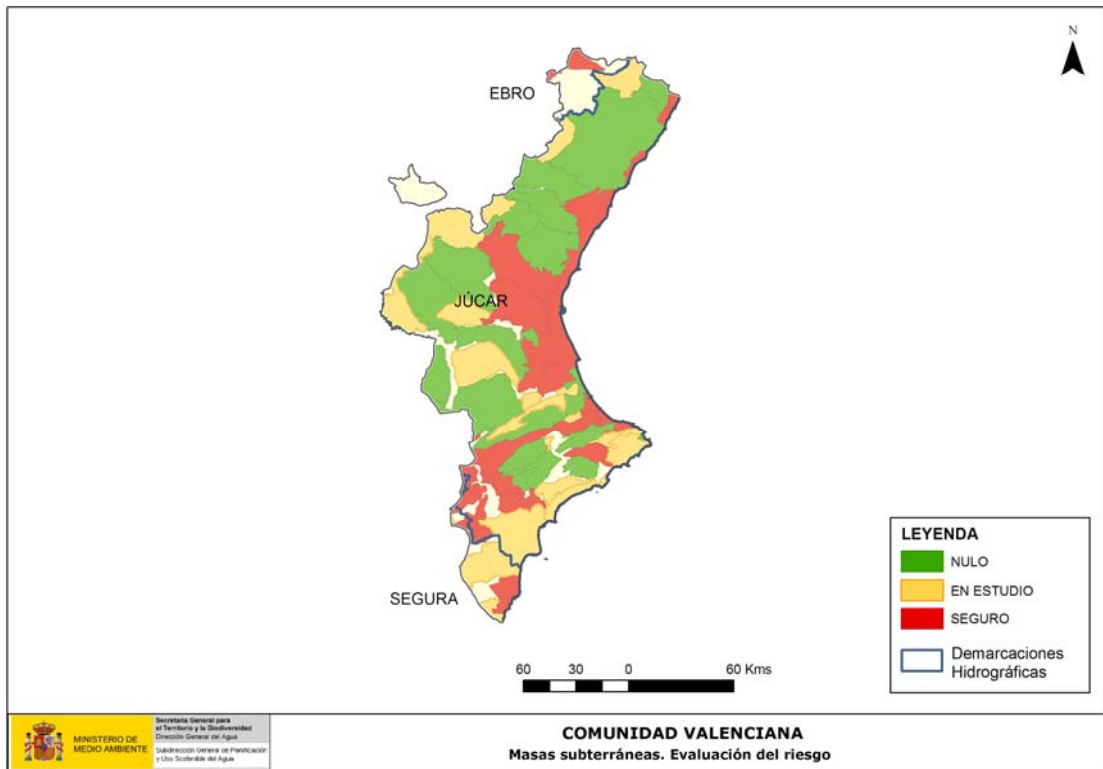 N
EBRO
JÚCAR
SEGURA
LEYENDA
NULO
EN ESTUDIO
SEGURO
Demarcaciones
Hidrográficas
60 30 0 60 Kms
MINISTERIO DE
MEDIO AMBIENTE
Secretaría General para
el Territorio y la Biodiversidad
Dirección General del Agua
Subdirección General de Planificación
y Uso Sostenible del Agua
COMUNIDAD VALENCIANA
Masas subterráneas. Evaluación del riesgo